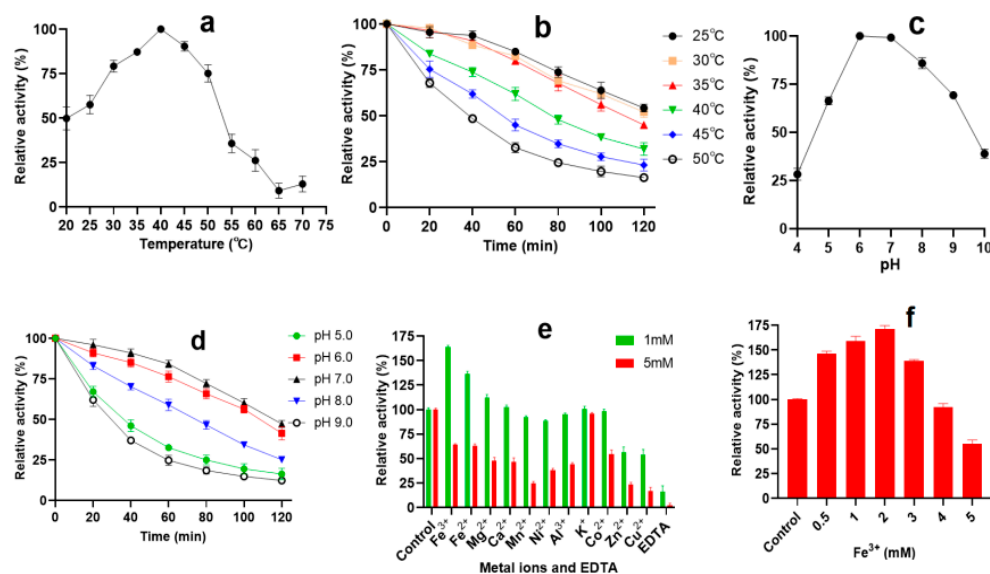 a
Relative activity (%)
100
75
50
25
0
20 25 30 35 40 45 50 55 60 65 70 75
Temperature (℃)
b
Relative activity (%)
100
75
50
25
0
0 20 40 60 80 100 120
Time (min)
25℃
30℃
35℃
40℃
45℃
50℃
c
Relative activity (%)
100
75
50
25
0
4 5 6 7 8 9 10
pH
d
Relative activity (%)
100
75
50
25
0
0 20 40 60 80 100 120
Time (min)
pH 5.0
pH 6.0
pH 7.0
pH 8.0
pH 9.0
e
Relative activity (%)
175
150
125
100
75
50
25
0
1mM
5mM
Control Fe³⁺ Fe²⁺ Mg²⁺ Ca²⁺ Mn²⁺ Ni²⁺ Al³⁺ K⁺ Co²⁺ Zn²⁺ Cu²⁺ EDTA
Metal ions and EDTA
f
Relative activity (%)
175
150
125
100
75
50
25
0
Control 0.5 1 2 3 4 5
Fe³⁺ (mM)